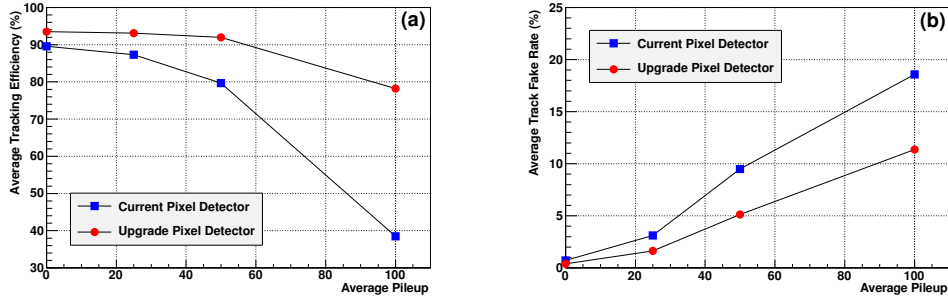 (a)
Average Tracking Efficiency (%)
100
90
80
70
60
50
40
30
Current Pixel Detector
Upgrade Pixel Detector
0
20
40
60
80
100
Average Pileup
(b)
Average Track Fake Rate (%)
25
20
15
10
5
0
Current Pixel Detector
Upgrade Pixel Detector
0
20
40
60
80
100
Average Pileup